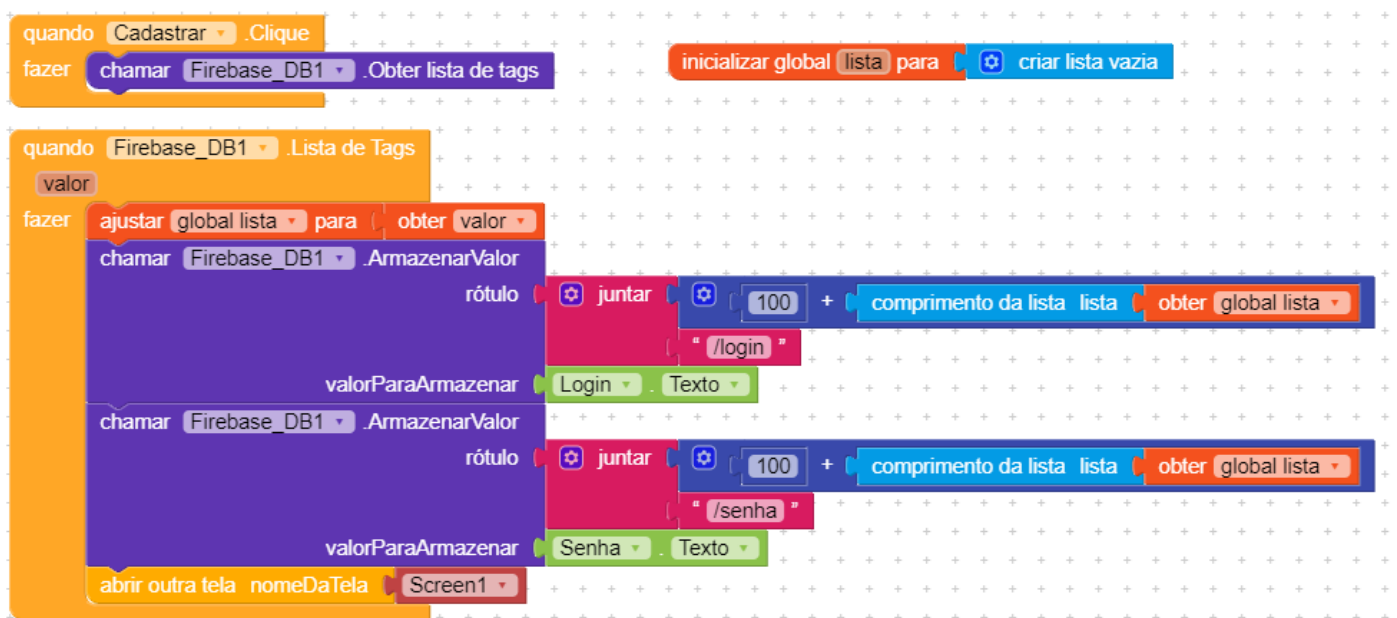 quando Cadastrar .Clique
fazer chamar Firebase_DB1 .Obter lista de tags
inicializar global lista para criar lista vazia
quando Firebase_DB1 .Lista de Tags
valor
fazer ajustar global lista para obter valor
chamar Firebase_DB1 .ArmazenarValor
rótulo juntar 100 + comprimento da lista lista obter global lista
" /login "
valorParaArmazenar Login . Texto
chamar Firebase_DB1 .ArmazenarValor
rótulo juntar 100 + comprimento da lista lista obter global lista
" /senha "
valorParaArmazenar Senha . Texto
abrir outra tela nomeDaTela Screen1